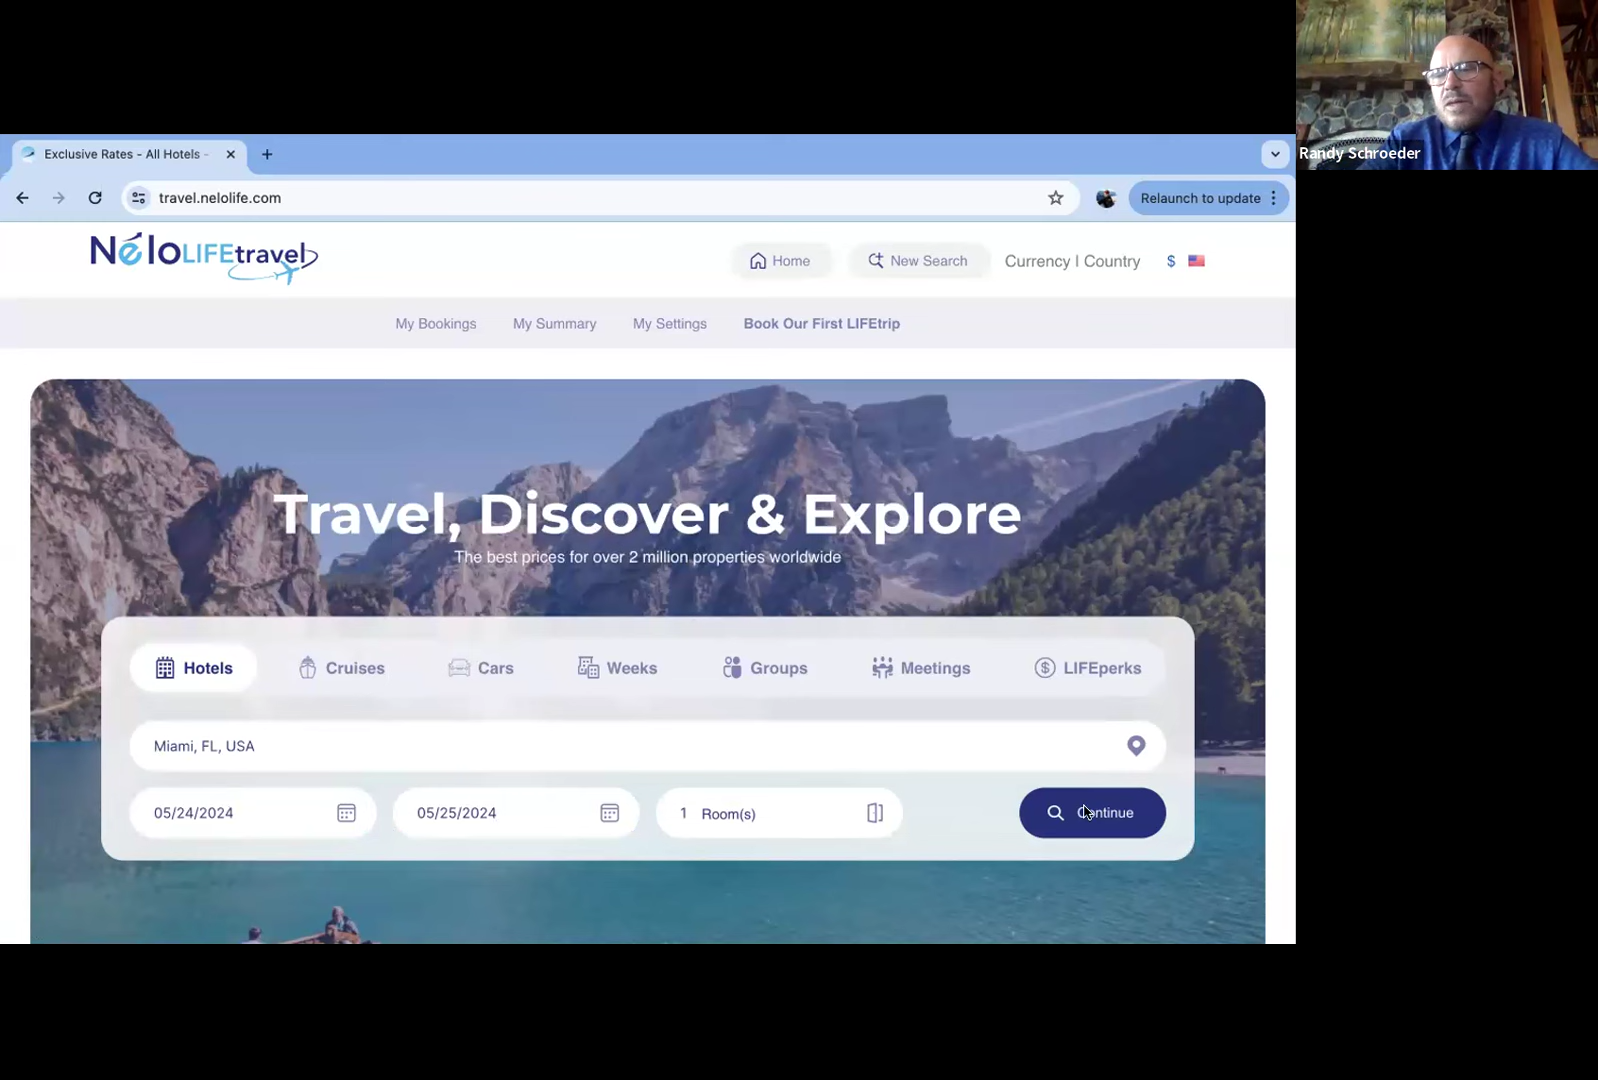 Randy Schroeder
Exclusive Rates - All Hotels -
travel.nelolife.com
Relaunch to update
NéloLIFEtravel
Home
New Search
Currency | Country
$
My Bookings
My Summary
My Settings
Book Our First LIFEtrip
Travel, Discover & Explore
The best prices for over 2 million properties worldwide
Hotels
Cruises
Cars
Weeks
Groups
Meetings
$ LIFEperks
Miami, FL, USA
05/24/2024
05/25/2024
1 Room(s)
Continue